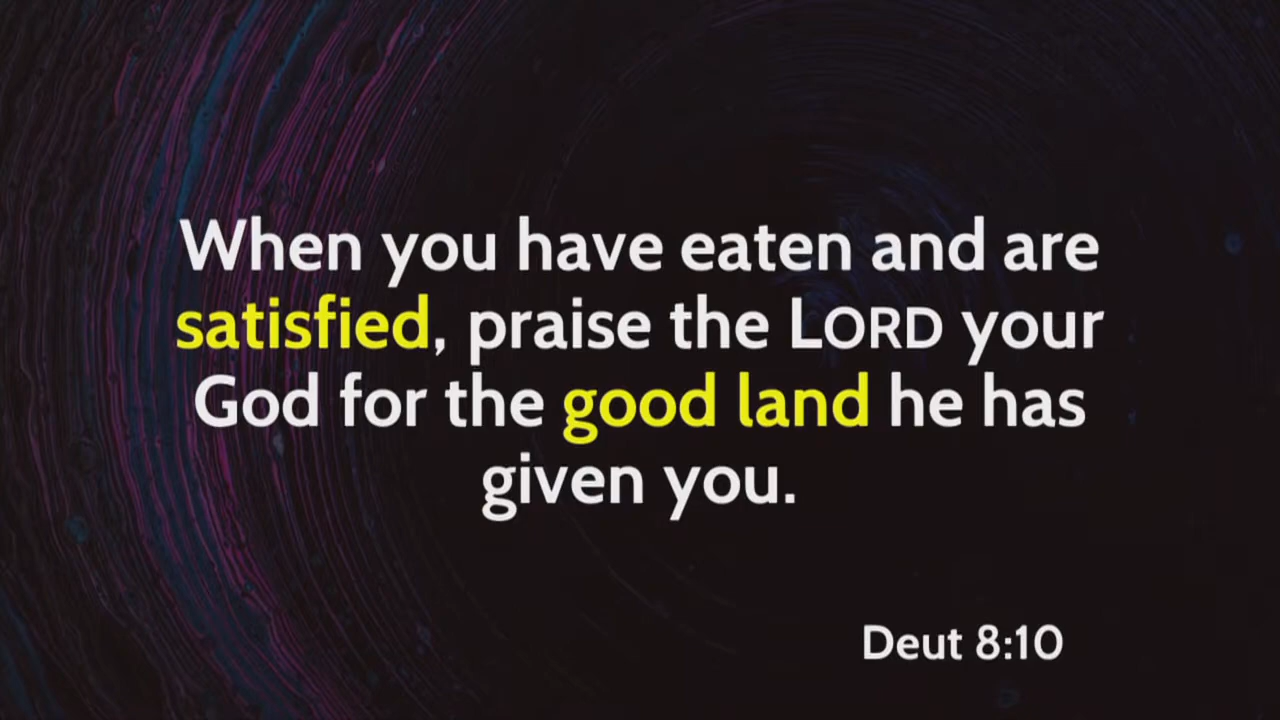 When you have eaten and are
satisfied, praise the LORD your
God for the good land he has
given you.
Deut 8:10